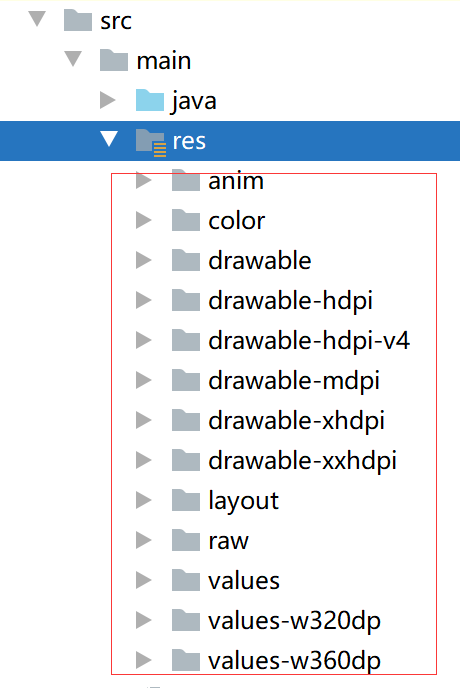 src
main
java
res
anim
color
drawable
drawable-hdpi
drawable-hdpi-v4
drawable-mdpi
drawable-xhdpi
drawable-xxhdpi
layout
raw
values
values-w320dp
values-w360dp